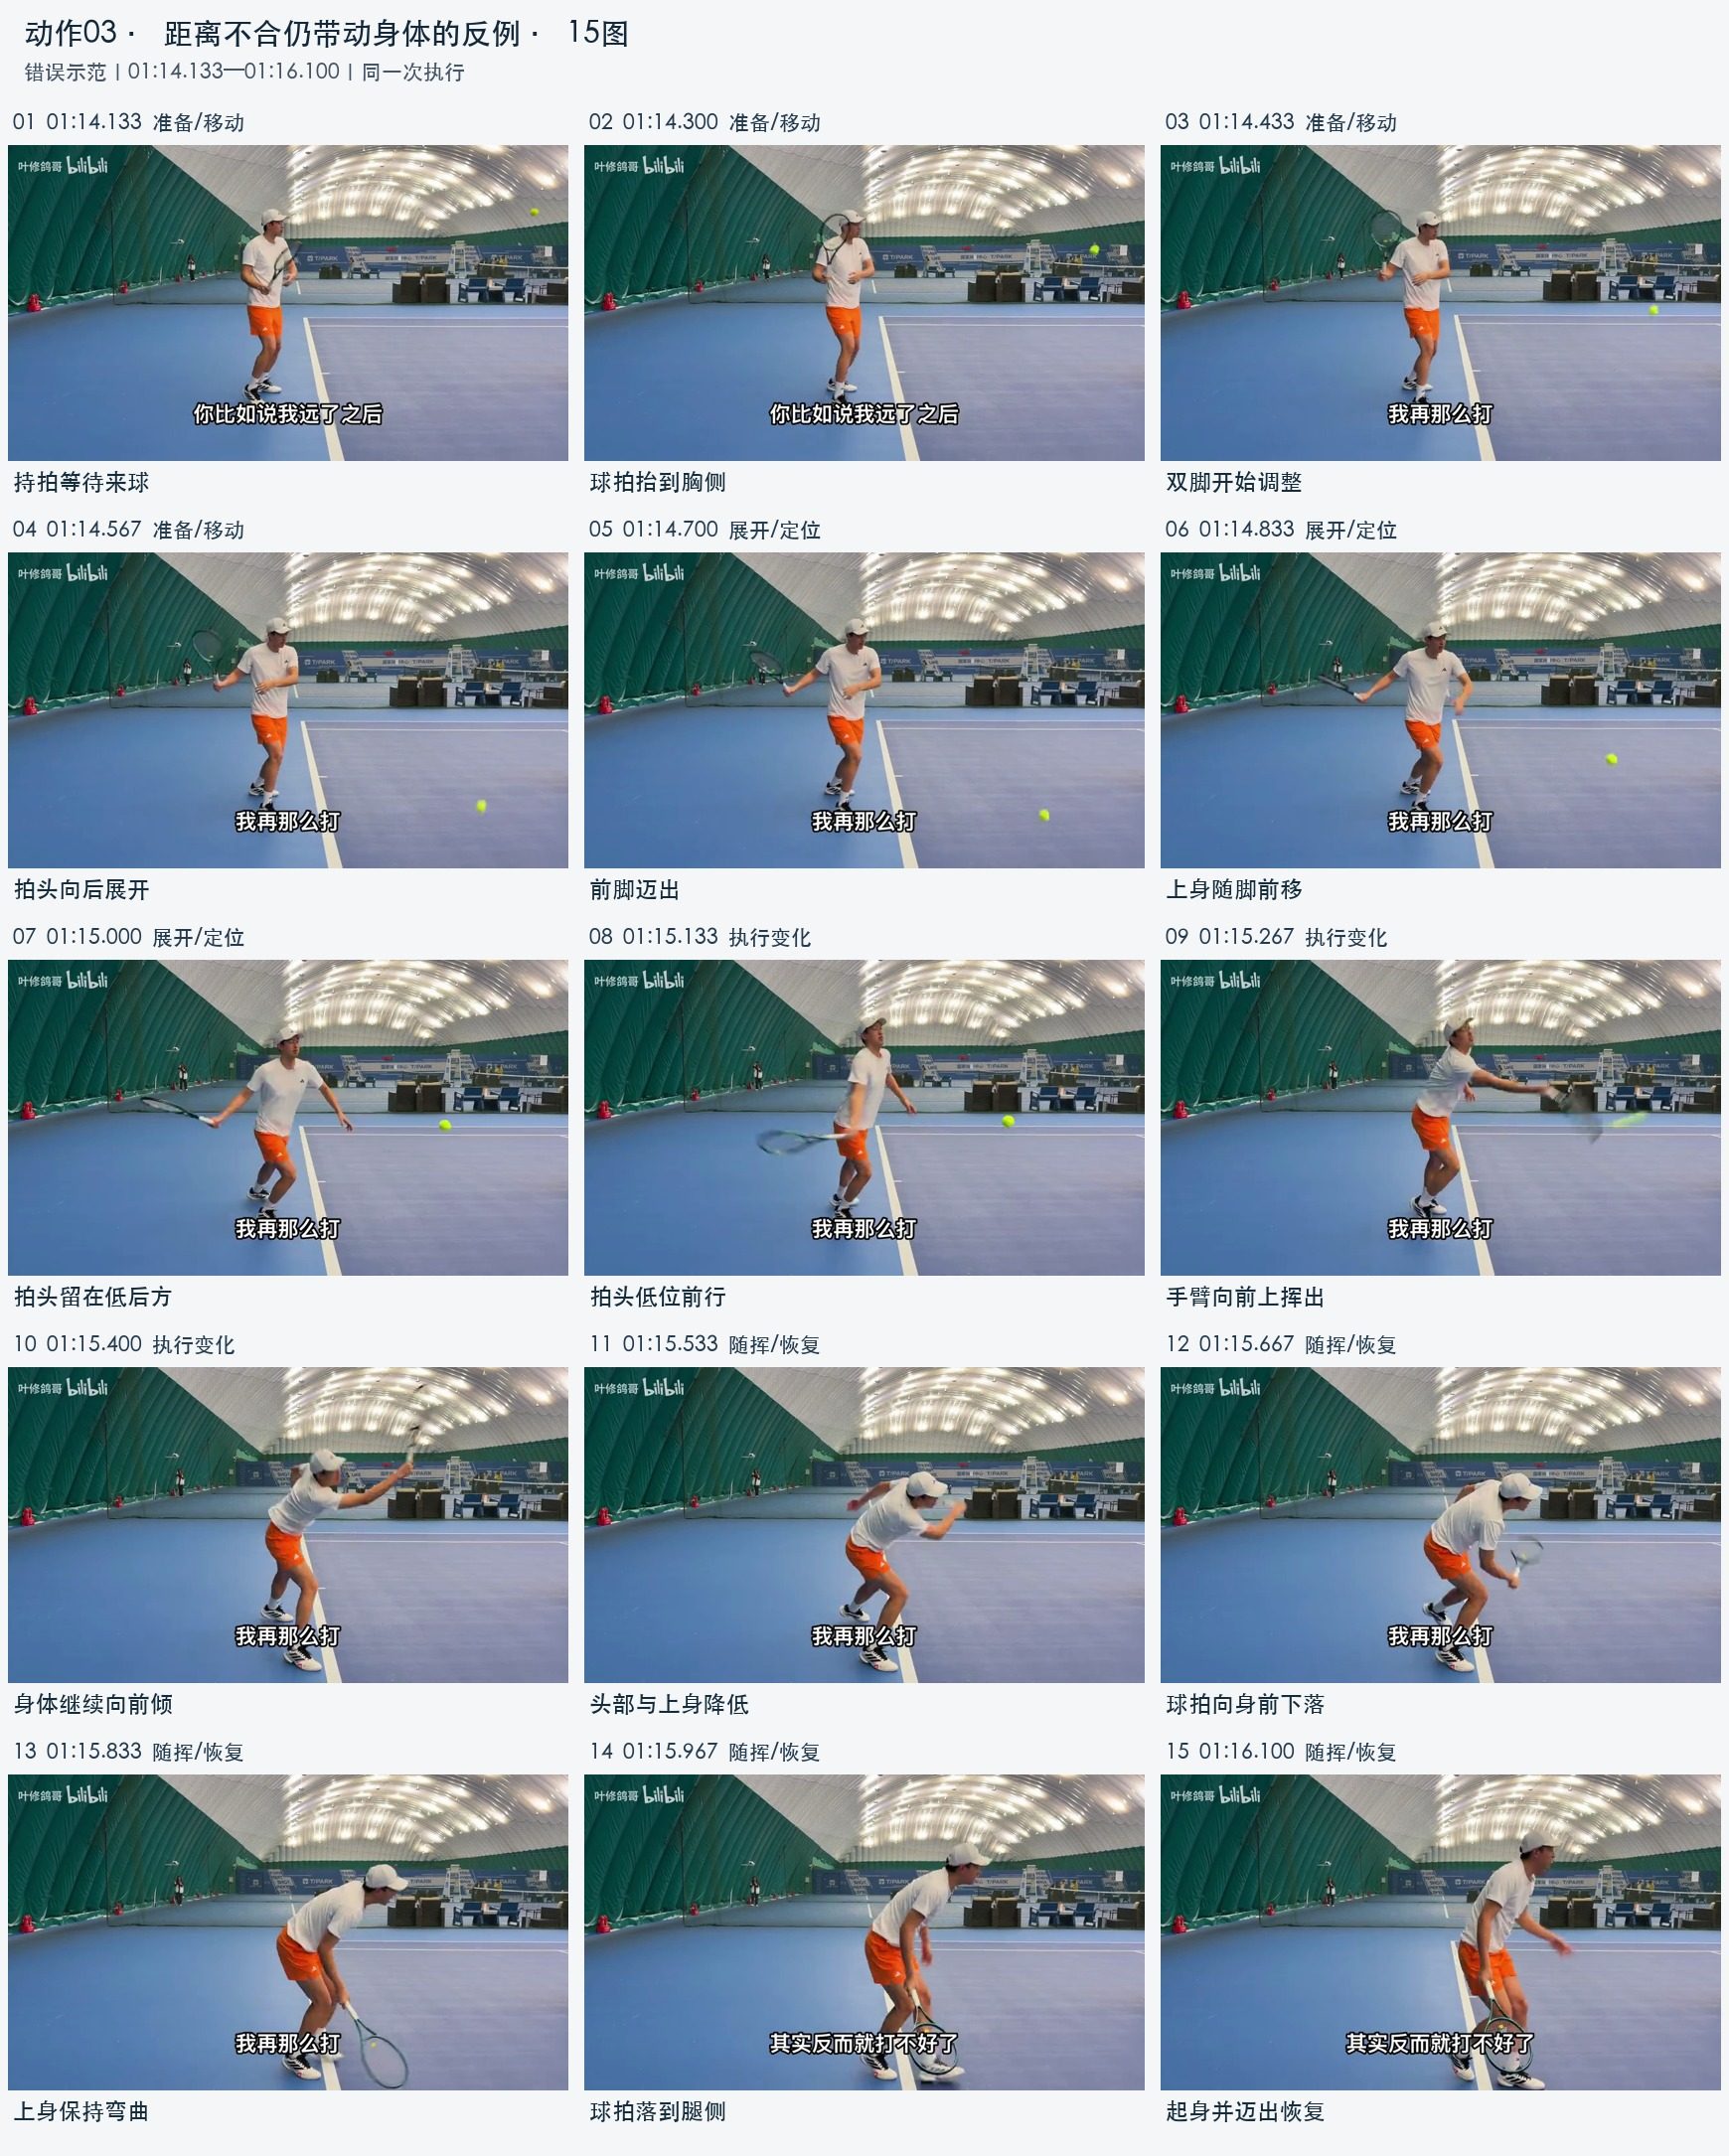 动作03 · 距离不合仍带动身体的反例 · 15图
错误示范 | 01:14.133—01:16.100 | 同一次执行
01 01:14.133 准备/移动
叶修鸽哥 bilibili
TIPARK
你比如说我远了之后
持拍等待来球
02 01:14.300 准备/移动
叶修鸽哥 bilibili
TIPARK
你比如说我远了之后
球拍抬到胸侧
03 01:14.433 准备/移动
叶修鸽哥 bilibili
TIPARK
我再那么打
双脚开始调整
04 01:14.567 准备/移动
叶修鸽哥 bilibili
TIPARK
我再那么打
拍头向后展开
05 01:14.700 展开/定位
叶修鸽哥 bilibili
TIPARK
我再那么打
前脚迈出
06 01:14.833 展开/定位
叶修鸽哥 bilibili
TIPARK
我再那么打
上身随脚前移
07 01:15.000 展开/定位
叶修鸽哥 bilibili
TIPARK
我再那么打
拍头留在低后方
08 01:15.133 执行变化
叶修鸽哥 bilibili
TIPARK
我再那么打
拍头低位前行
09 01:15.267 执行变化
叶修鸽哥 bilibili
TIPARK
我再那么打
手臂向前上挥出
10 01:15.400 执行变化
叶修鸽哥 bilibili
TIPARK
我再那么打
身体继续向前倾
11 01:15.533 随挥/恢复
叶修鸽哥 bilibili
TIPARK
我再那么打
头部与上身降低
12 01:15.667 随挥/恢复
叶修鸽哥 bilibili
TIPARK
我再那么打
球拍向身前下落
13 01:15.833 随挥/恢复
叶修鸽哥 bilibili
TIPARK
我再那么打
上身保持弯曲
14 01:15.967 随挥/恢复
叶修鸽哥 bilibili
TIPARK
其实反而就打不好了
球拍落到腿侧
15 01:16.100 随挥/恢复
叶修鸽哥 bilibili
TIPARK
其实反而就打不好了
起身并迈出恢复